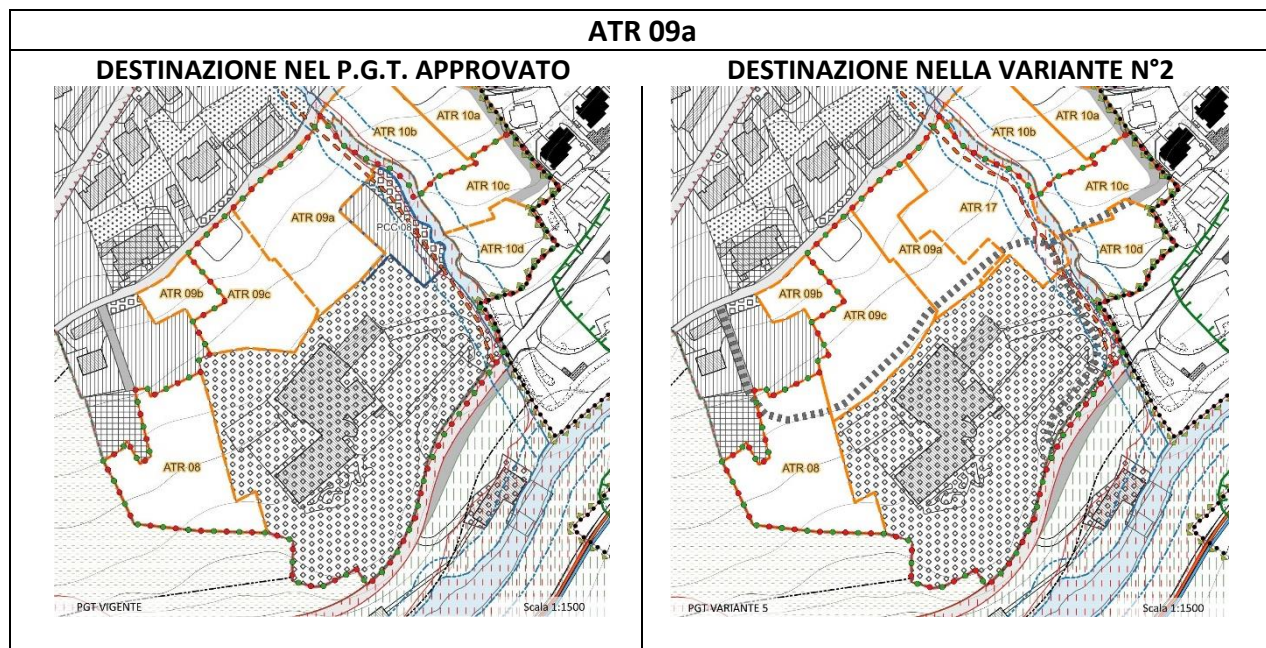 ATR 09a
DESTINAZIONE NEL P.G.T. APPROVATO
ATR 10a
ATR 10b
ATR 10c
ATR 09a
PCC 08
ATR 10d
ATR 09b
ATR 09c
ATR 08
PGT VIGENTE
Scala 1:1500
DESTINAZIONE NELLA VARIANTE N°2
ATR 10a
ATR 10b
ATR 10c
ATR 17
ATR 09a
ATR 10d
ATR 09b
ATR 09c
ATR 08
PGT VARIANTE 5
Scala 1:1500